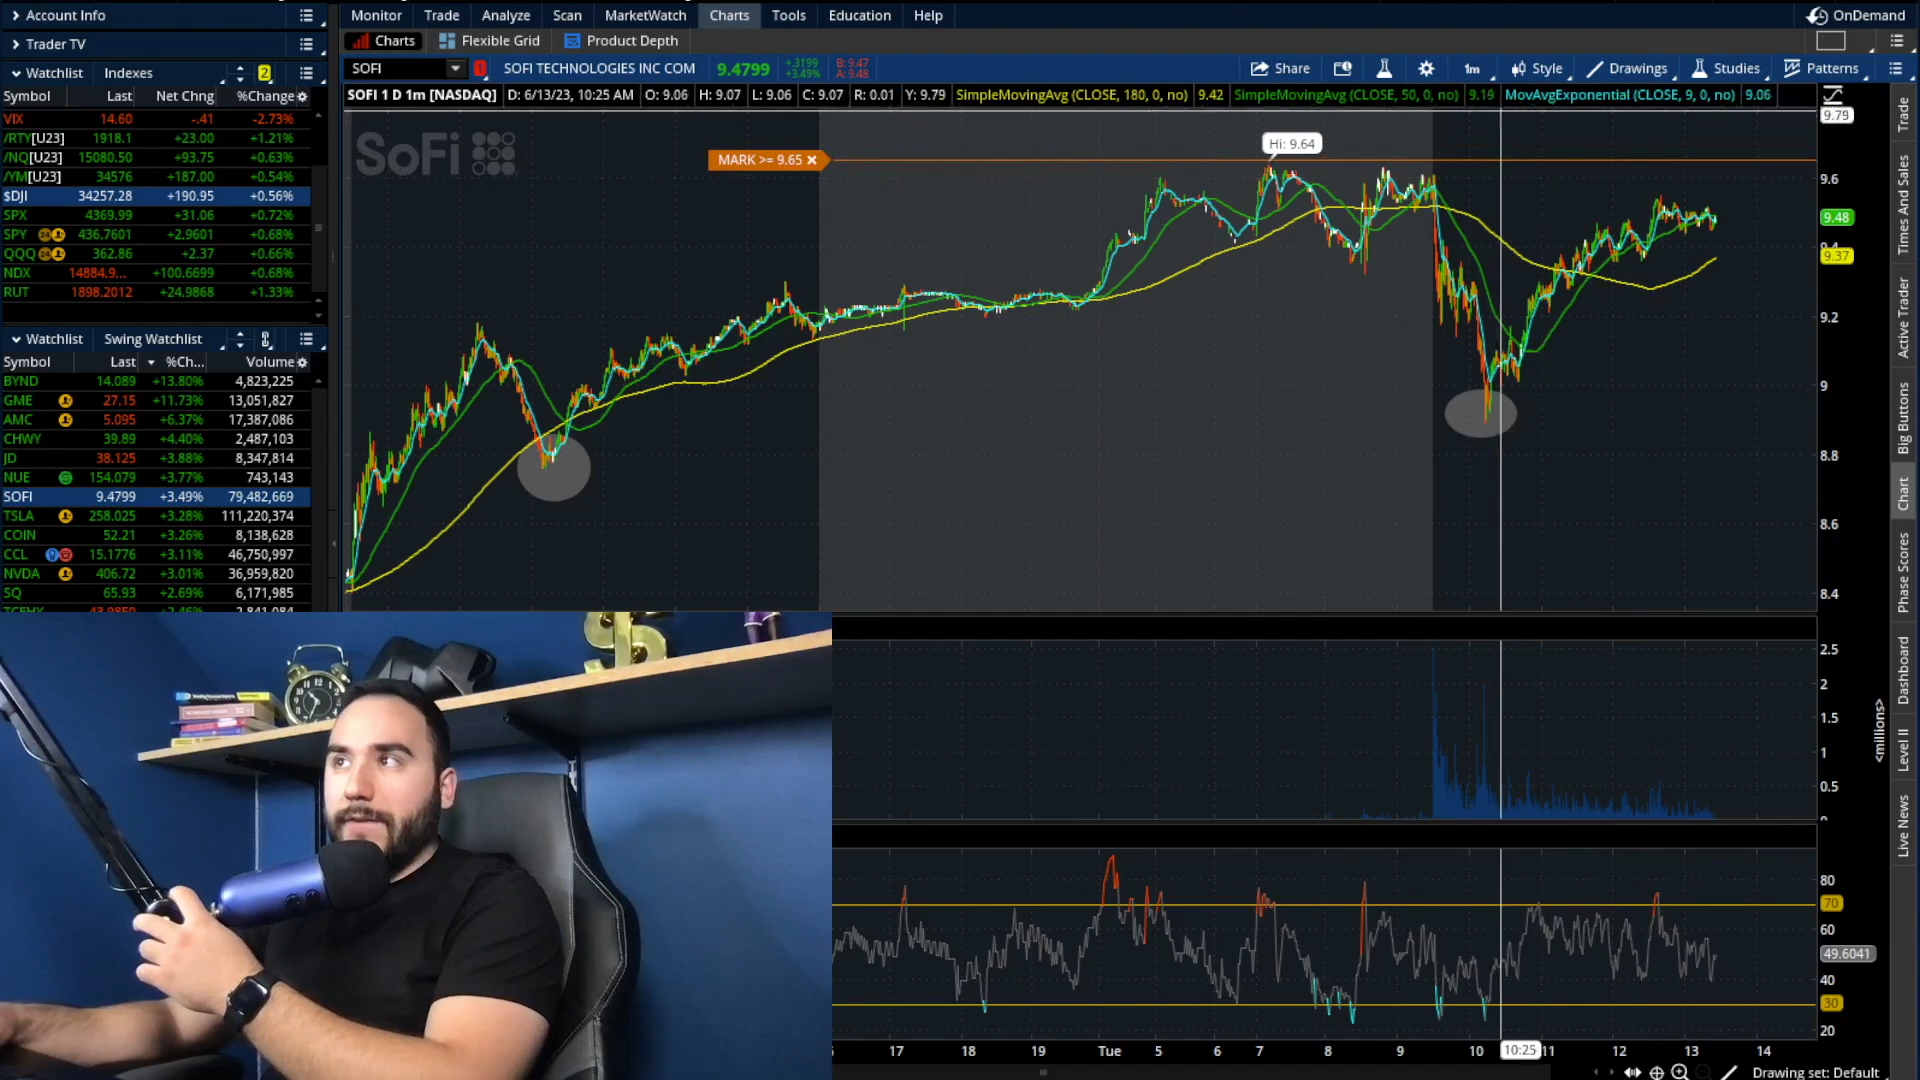 Account Info
Monitor Trade Analyze Scan MarketWatch Charts Tools Education Help OnDemand
Trader TV
Charts Flexible Grid Product Depth
Watchlist Indexes 2
SOFI 1 SOFI TECHNOLOGIES INC COM 9.4799 +.3199 +3.49% B: 9.47 A: 9.48 Share 1m Style Drawings Studies Patterns
Symbol Last Net Chng %Change
SOFI 1 D 1m [NASDAQ] D: 6/13/23, 10:25 AM O: 9.06 H: 9.07 L: 9.06 C: 9.07 R: 0.01 Y: 9.79 SimpleMovingAvg (CLOSE, 180, 0, no) 9.42 SimpleMovingAvg (CLOSE, 50, 0, no) 9.19 MovAvgExponential (CLOSE, 9, 0, no) 9.06
VIX 14.60 -.41 -2.73%
/RTY[U23] 1918.1 +23.00 +1.21%
/NQ[U23] 15080.50 +93.75 +0.63%
/YM[U23] 34576 +187.00 +0.54%
$DJI 34257.28 +190.95 +0.56%
SPX 4369.99 +31.06 +0.72%
SPY 436.7601 +2.9601 +0.68%
QQQ 362.86 +2.37 +0.66%
NDX 14884.9... +100.6699 +0.68%
RUT 1898.2012 +24.9868 +1.33%
Watchlist Swing Watchlist
Symbol Last %Ch... Volume
BYND 14.089 +13.80% 4,823,225
GME 27.15 +11.73% 13,051,827
AMC 5.095 +6.37% 17,387,086
CHWY 39.89 +4.40% 2,487,103
JD 38.125 +3.88% 8,347,814
NUE 154.079 +3.77% 743,143
SOFI 9.4799 +3.49% 79,482,669
TSLA 258.025 +3.28% 111,220,374
COIN 52.21 +3.26% 8,138,628
CCL 15.1776 +3.11% 46,750,997
NVDA 406.72 +3.01% 36,959,820
SQ 65.93 +2.69% 6,171,985
SoFi
MARK >= 9.65
Hi: 9.64
9.79
9.6
9.48
9.4
9.37
9.2
9
8.8
8.6
8.4
2.5
2
1.5
1
0.5
<millions>
80
70
60
49.6041
40
30
20
17 18 19 Tue 5 6 7 8 9 10 10:25 11 12 13 14
Drawing set: Default
Trade
Times And Sales
Active Trader
Big Buttons
Chart
Phase Scores
Dashboard
Level II
Live News